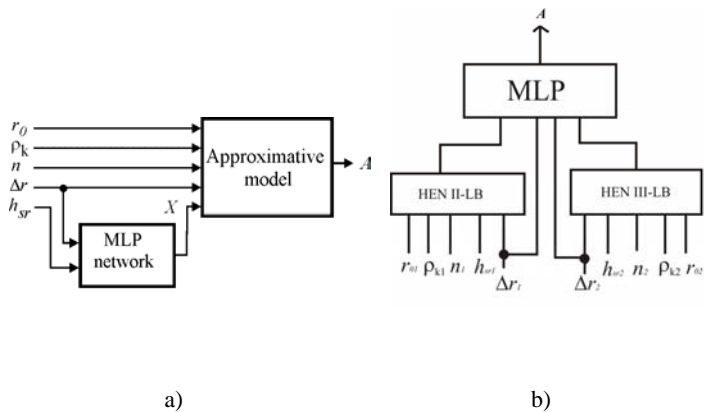 r0
ρk
n
Δr
hsr
Approximative
model
A
X
MLP
network
a)
A
MLP
HEN II-LB
HEN III-LB
r01 ρk1 n1 hsr1
Δr1
Δr2
hsr2 n2 ρk2 r02
b)